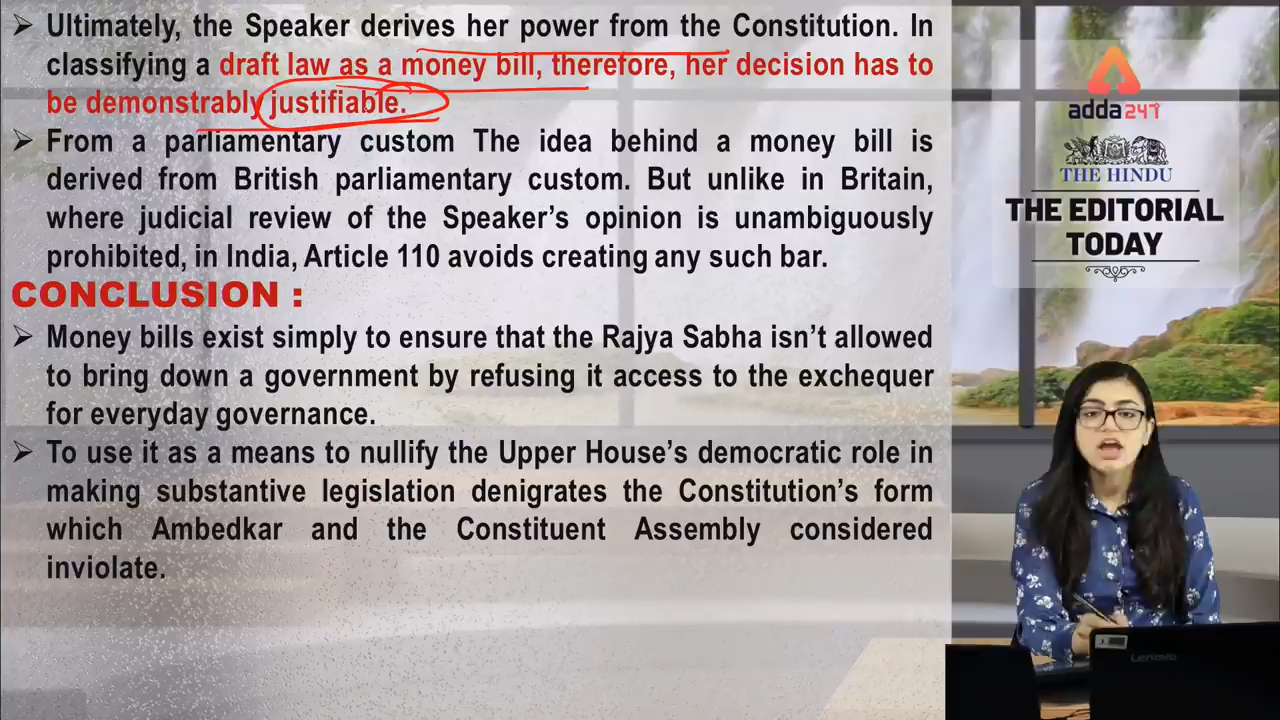 ➢ Ultimately, the Speaker derives her power from the Constitution. In
classifying a draft law as a money bill, therefore, her decision has to
be demonstrably justifiable.
➢ From a parliamentary custom The idea behind a money bill is
derived from British parliamentary custom. But unlike in Britain,
where judicial review of the Speaker's opinion is unambiguously
prohibited, in India, Article 110 avoids creating any such bar.
CONCLUSION :
➢ Money bills exist simply to ensure that the Rajya Sabha isn't allowed
to bring down a government by refusing it access to the exchequer
for everyday governance.
➢ To use it as a means to nullify the Upper House's democratic role in
making substantive legislation denigrates the Constitution's form
which Ambedkar and the Constituent Assembly considered
inviolate.
adda247
THE HINDU
THE EDITORIAL
TODAY
Lenovo